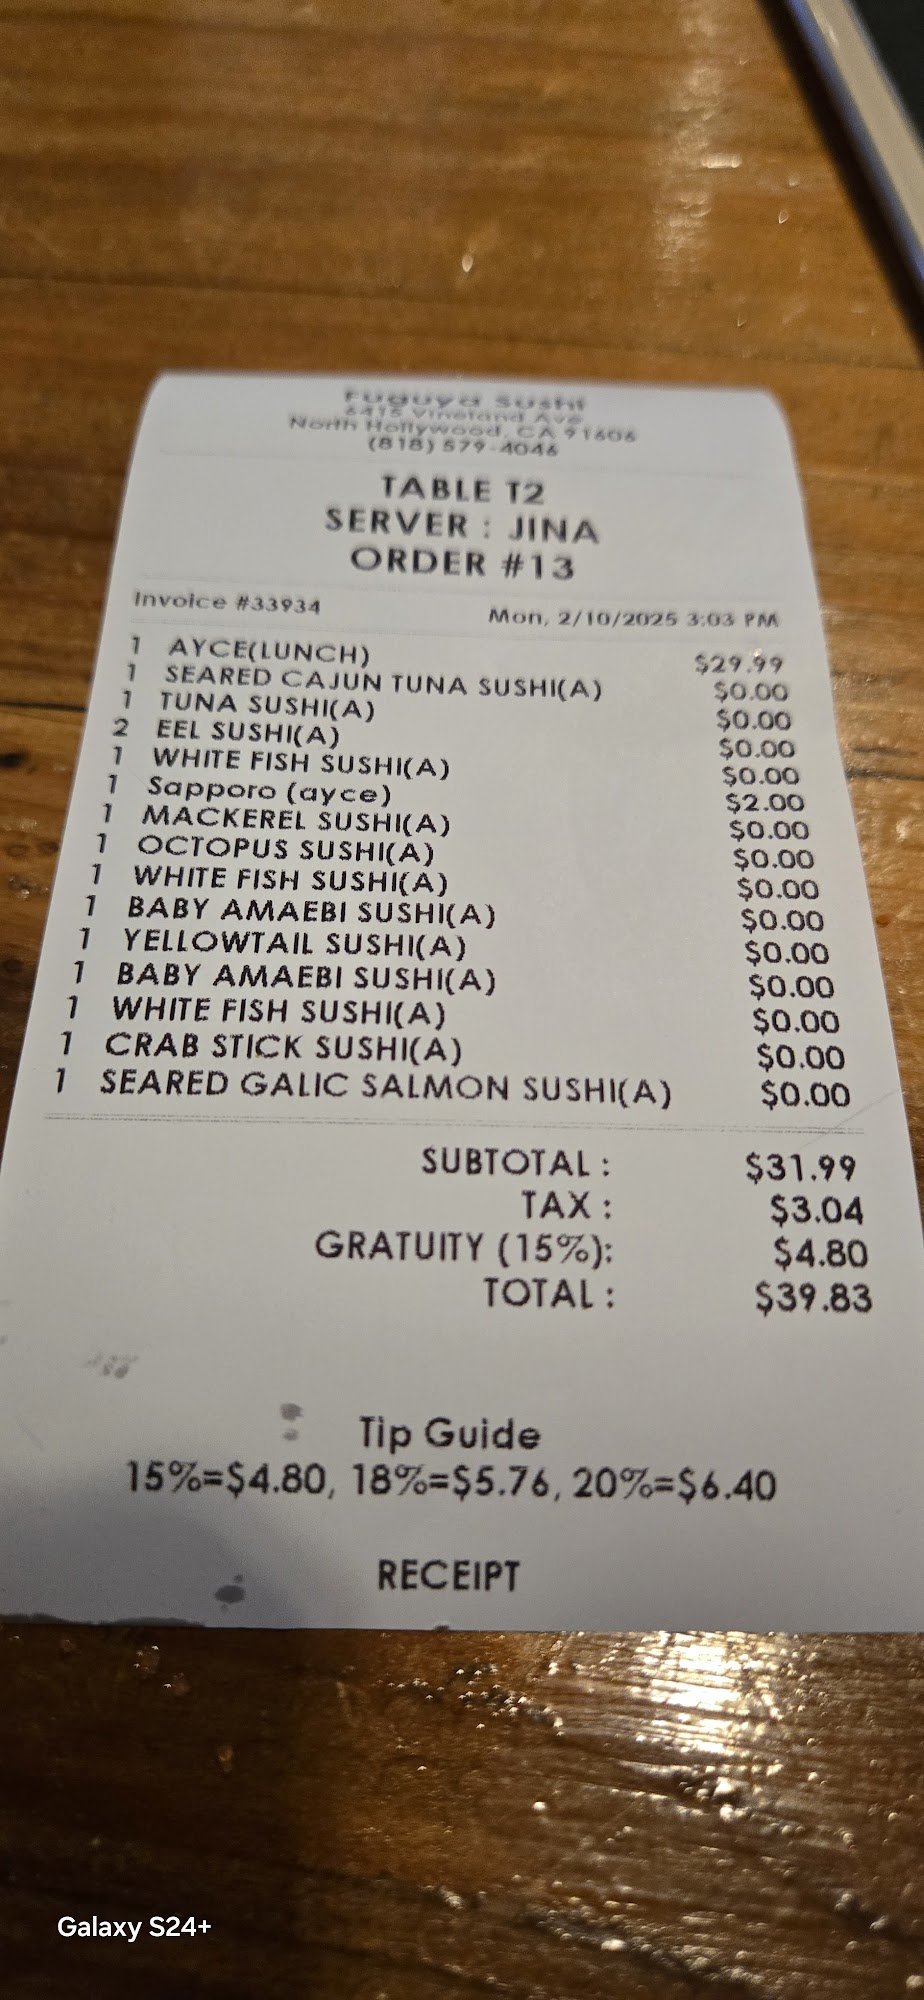 Fuguya Sushi
6415 Vineland Ave
North Hollywood, CA 91606
(818) 579-4046
TABLE T2
SERVER : JINA
ORDER #13
Invoice #33934 Mon, 2/10/2025 3:03 PM
1 AYCE(LUNCH) $29.99
1 SEARED CAJUN TUNA SUSHI(A) $0.00
1 TUNA SUSHI(A) $0.00
2 EEL SUSHI(A) $0.00
1 WHITE FISH SUSHI(A) $0.00
1 Sapporo (ayce) $2.00
1 MACKEREL SUSHI(A) $0.00
1 OCTOPUS SUSHI(A) $0.00
1 WHITE FISH SUSHI(A) $0.00
1 BABY AMAEBI SUSHI(A) $0.00
1 YELLOWTAIL SUSHI(A) $0.00
1 BABY AMAEBI SUSHI(A) $0.00
1 WHITE FISH SUSHI(A) $0.00
1 CRAB STICK SUSHI(A) $0.00
1 SEARED GALIC SALMON SUSHI(A) $0.00
SUBTOTAL : $31.99
TAX : $3.04
GRATUITY (15%): $4.80
TOTAL : $39.83
Tip Guide
15%=$4.80, 18%=$5.76, 20%=$6.40
RECEIPT
Galaxy S24+